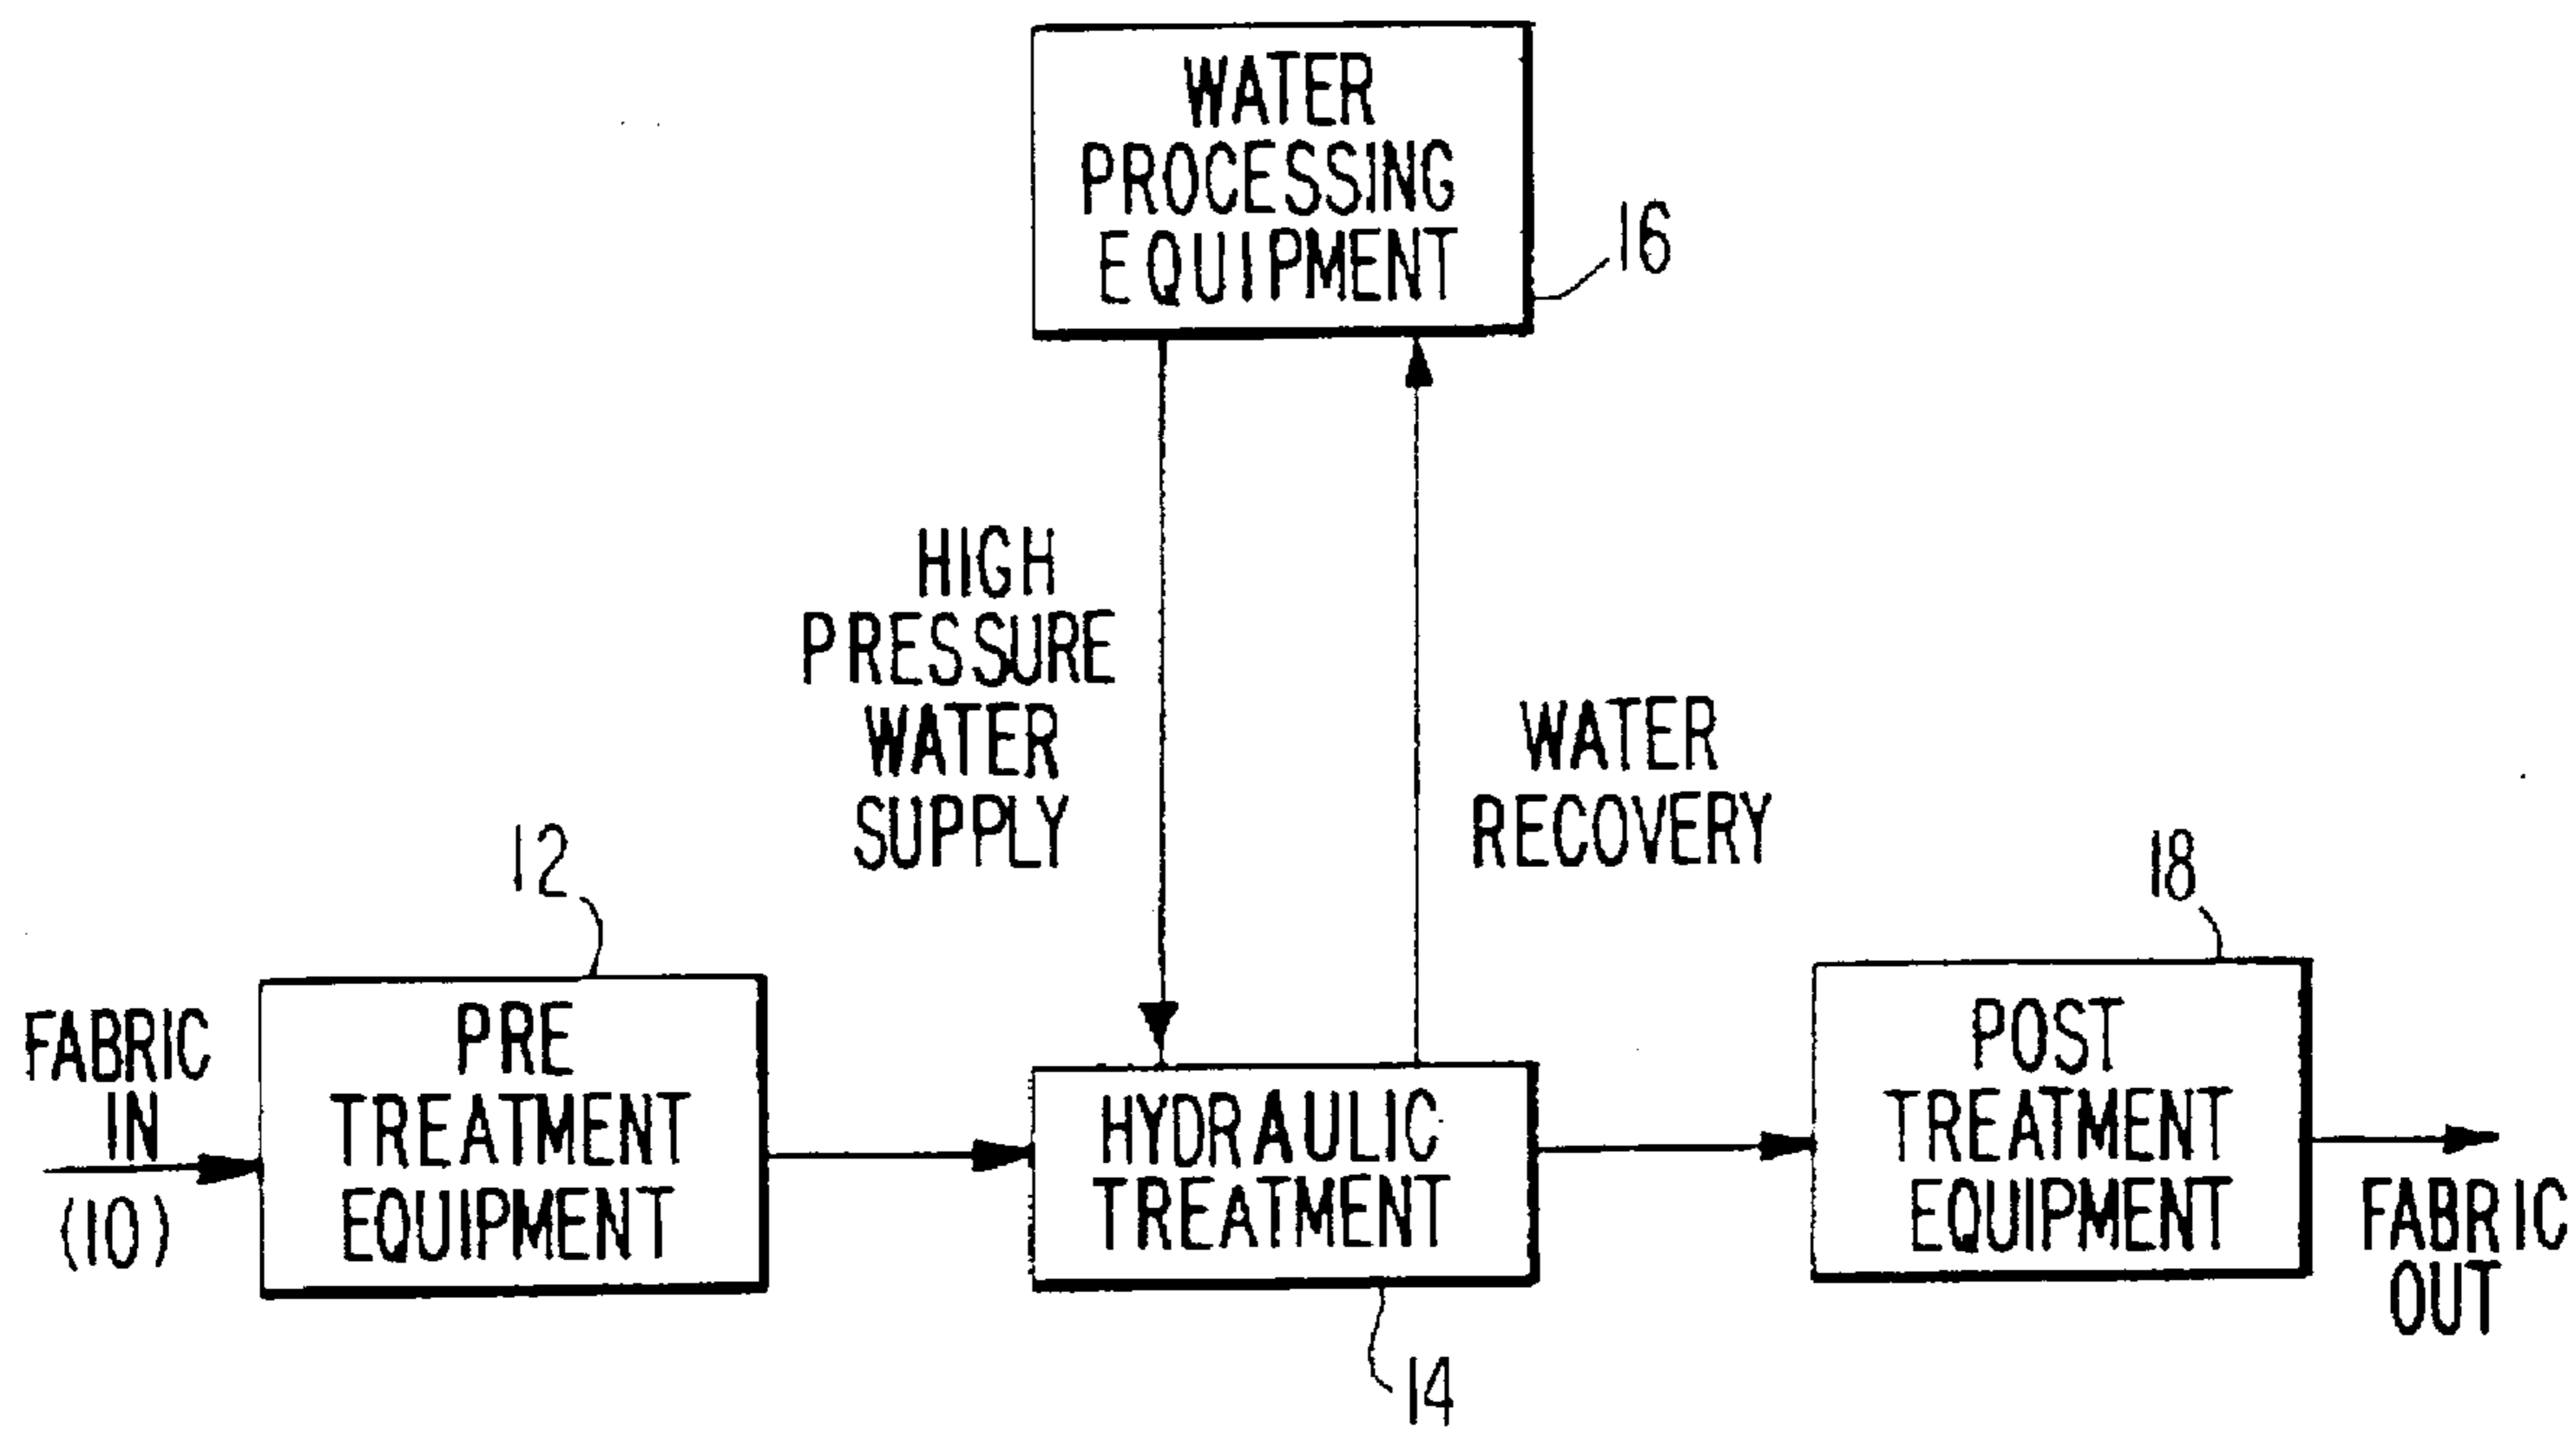 WATER
PROCESSING
EQUIPMENT
16
HIGH
PRESSURE
WATER
SUPPLY
WATER
RECOVERY
12
18
FABRIC
IN
(10)
PRE
TREATMENT
EQUIPMENT
HYDRAULIC
TREATMENT
14
POST
TREATMENT
EQUIPMENT
FABRIC
OUT